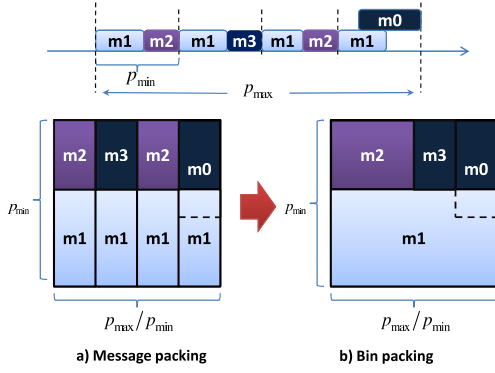 m0
m1 m2 m1 m3 m1 m2 m1
p_min
p_max
m2 m3 m2 m0
m1 m1 m1 m1
p_min
p_max/p_min
a) Message packing
m2 m3 m0
m1
p_min
p_max/p_min
b) Bin packing